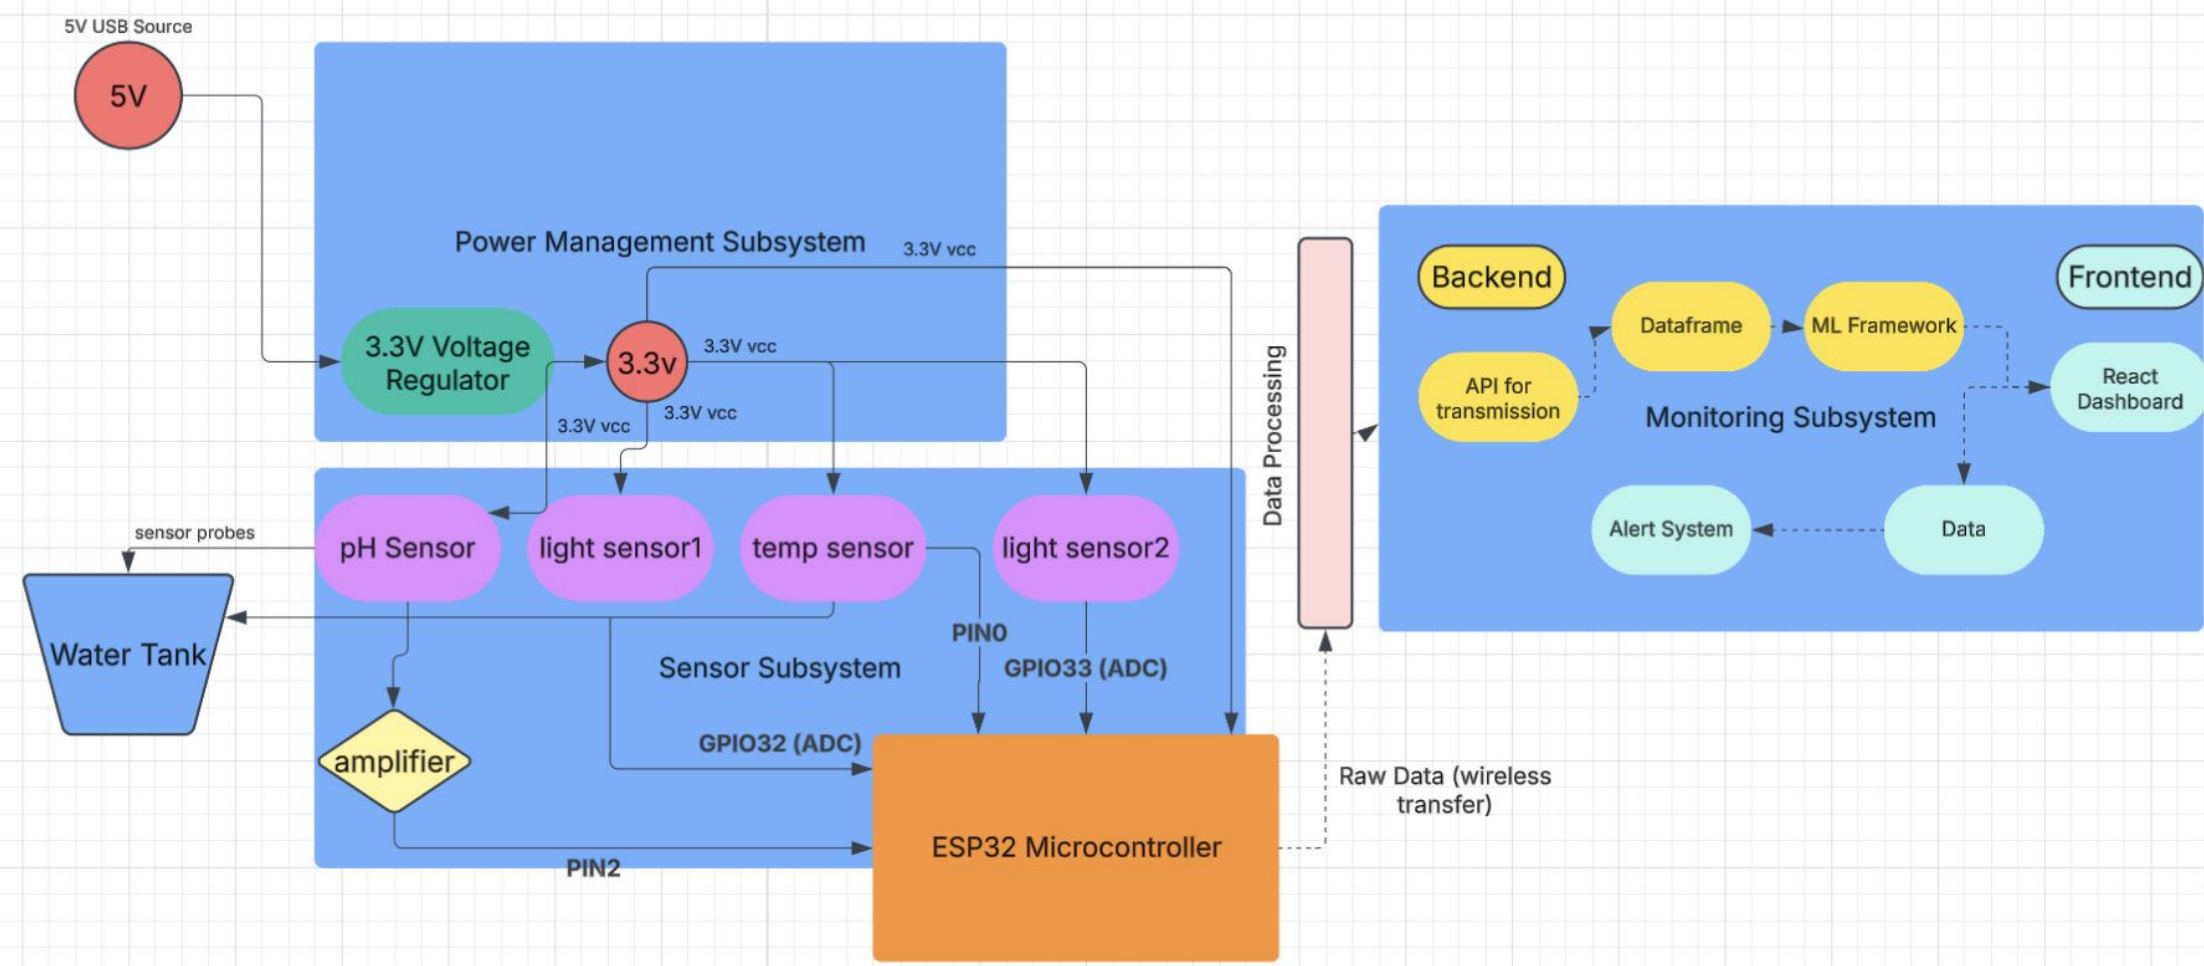 5V USB Source
5V
Power Management Subsystem
3.3V vcc
3.3V Voltage
Regulator
3.3v
3.3V vcc
3.3V vcc
3.3V vcc
sensor probes
pH Sensor
light sensor1
temp sensor
light sensor2
Water Tank
PIN0
Sensor Subsystem
GPIO33 (ADC)
GPIO32 (ADC)
amplifier
PIN2
ESP32 Microcontroller
Raw Data (wireless
transfer)
Data Processing
Backend
Frontend
Dataframe
ML Framework
API for
transmission
React
Dashboard
Monitoring Subsystem
Alert System
Data